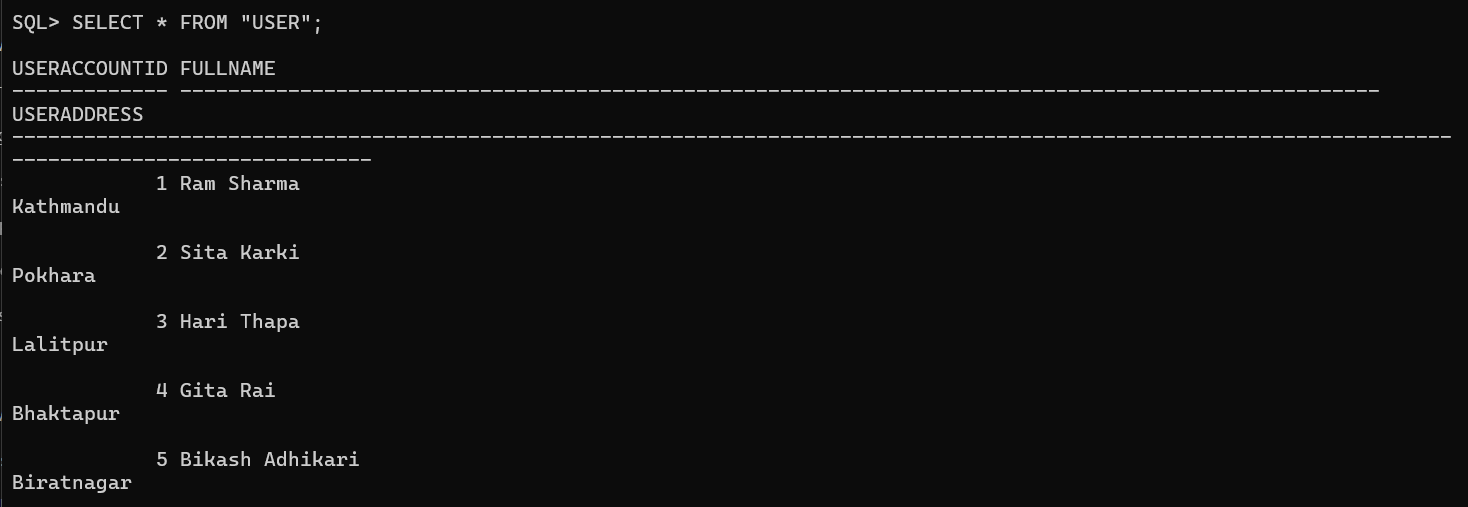 SQL> SELECT * FROM "USER";
USERACCOUNTID FULLNAME
------------- ----------------------------------------------------------------------------------------------------
USERADDRESS
------------------------------------------------------------------------------------------------------------------------
------------------------------
1 Ram Sharma
Kathmandu
2 Sita Karki
Pokhara
3 Hari Thapa
Lalitpur
4 Gita Rai
Bhaktapur
5 Bikash Adhikari
Biratnagar